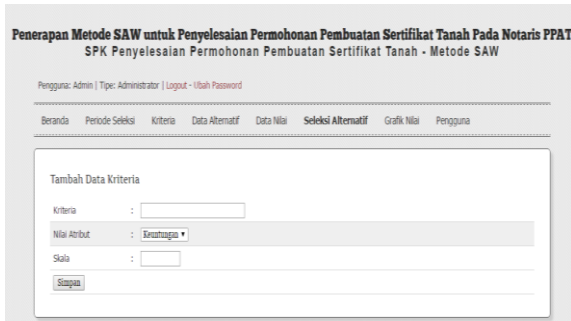 Penerapan Metode SAW untuk Penyelesaian Permohonan Pembuatan Sertifikat Tanah Pada Notaris PPAT
SPK Penyelesaian Permohonan Pembuatan Sertifikat Tanah - Metode SAW
Pengguna: Admin | Tipe: Administrator | Logout - Ubah Password
Beranda Periode Seleksi Kriteria Data Alternatif Data Nilai Seleksi Alternatif Grafik Nilai Pengguna
Tambah Data Kriteria
Kriteria :
Nilai Atribut : Keuntungan
Skala :
Simpan